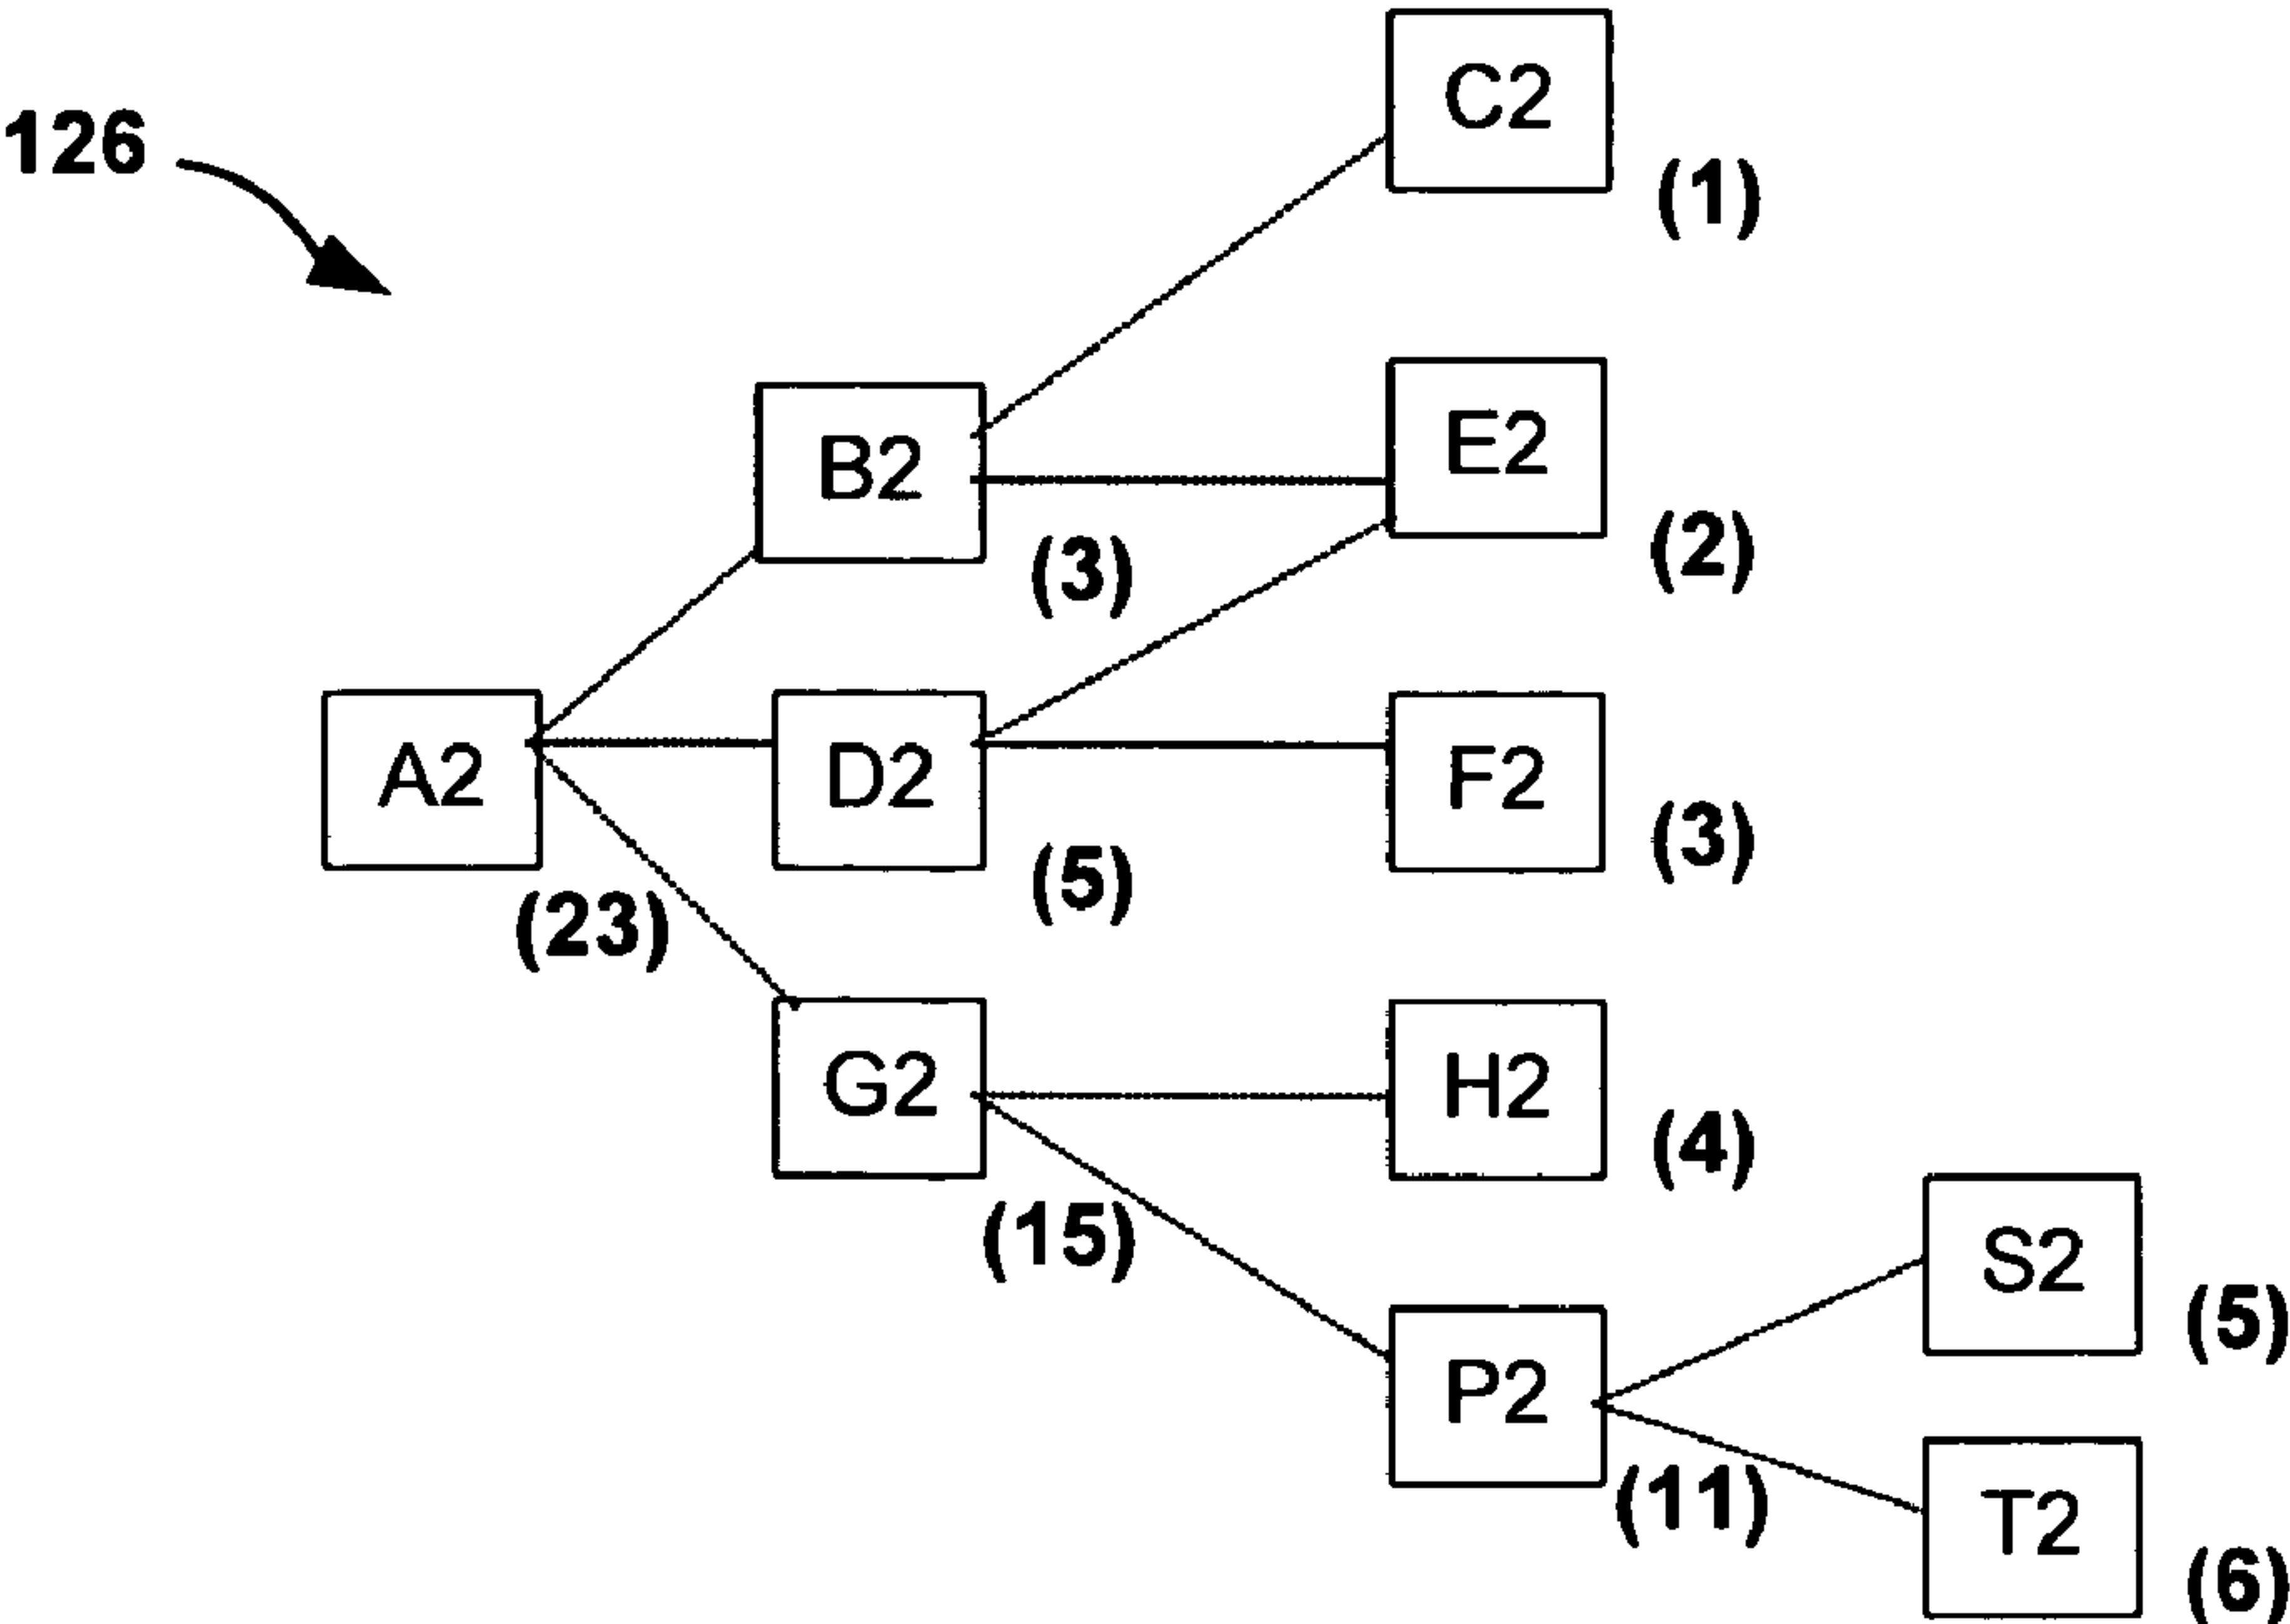 126
C2
(1)
B2
E2
(3)
(2)
A2
D2
F2
(23)
(5)
(3)
G2
H2
(15)
(4)
P2
S2
(11)
(5)
T2
(6)